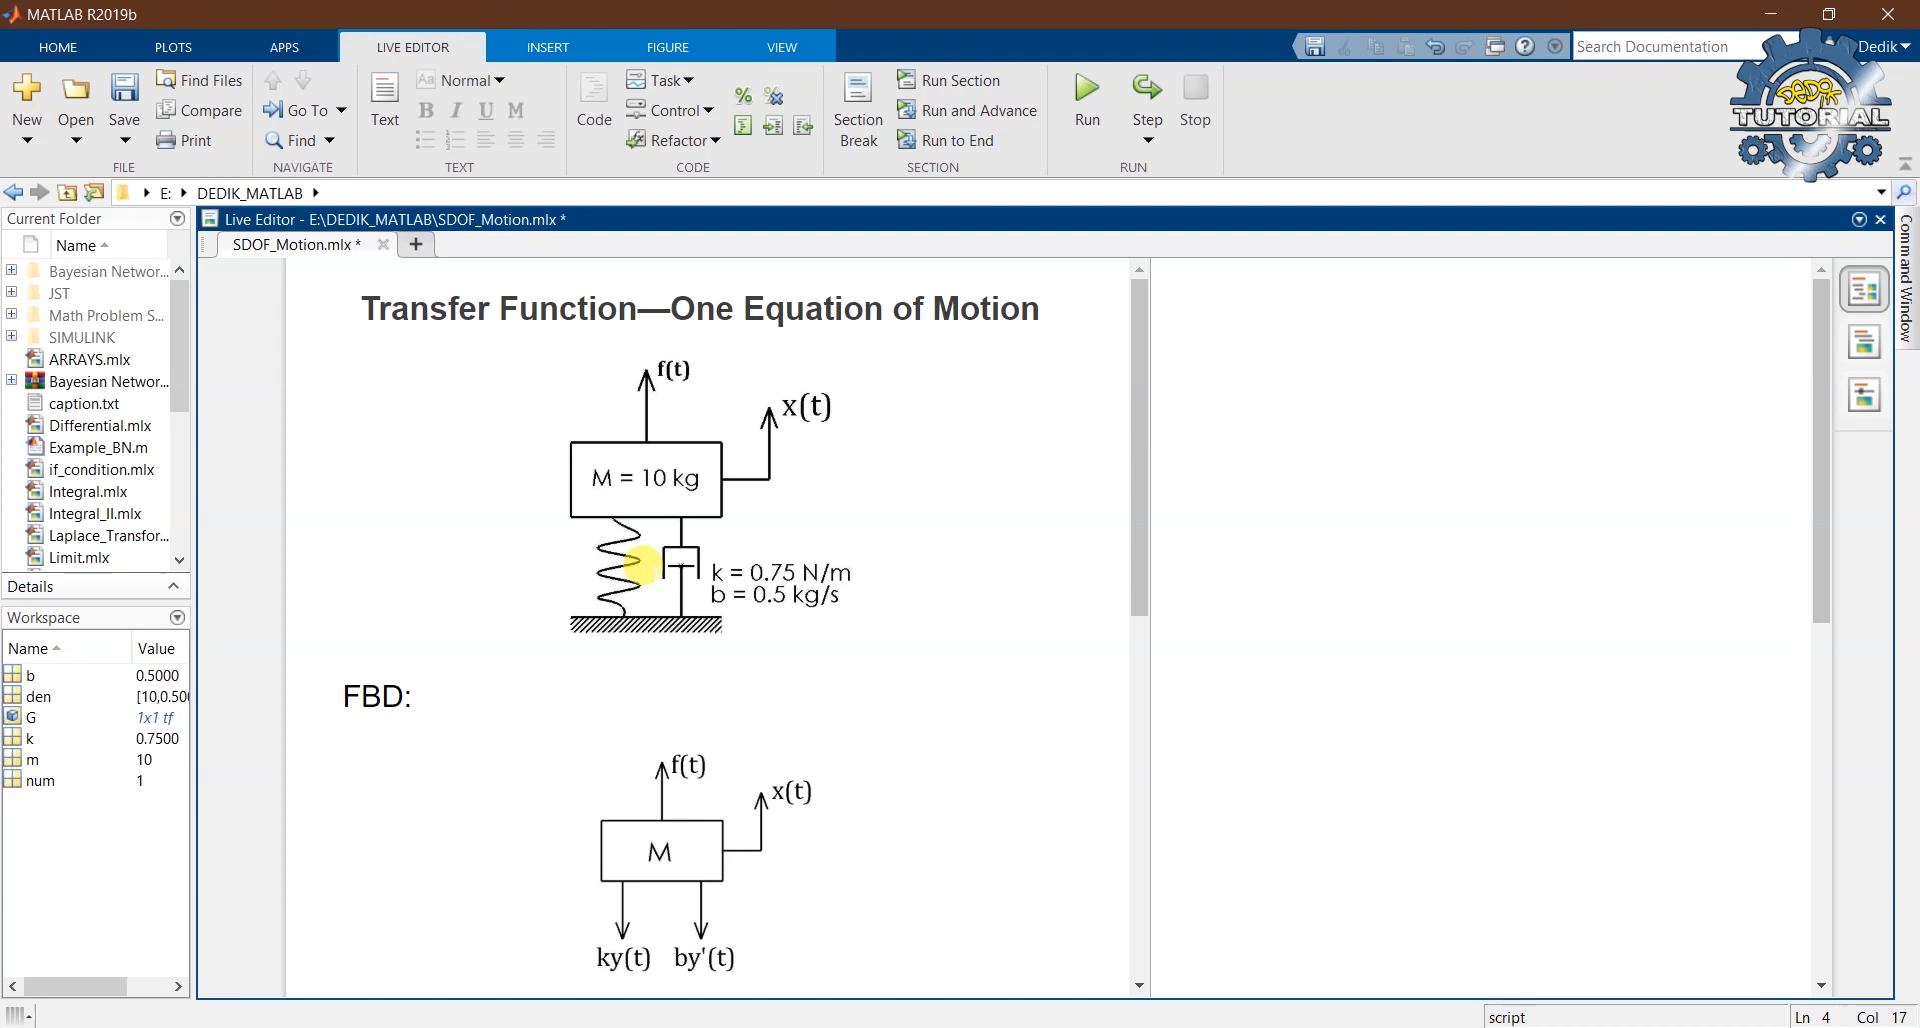 MATLAB R2019b
HOME PLOTS APPS LIVE EDITOR INSERT FIGURE VIEW
Search Documentation
Dedik
DEDIK
TUTORIAL
New
Open
Save
Find Files
Compare
Print
FILE
Go To
Find
NAVIGATE
Text
Aa Normal
B I U M
TEXT
Code
Task
Control
Refactor
CODE
Section Break
Run Section
Run and Advance
Run to End
SECTION
Run
Step
Stop
RUN
E: DEDIK_MATLAB
Current Folder
Name
Bayesian Networ...
JST
Math Problem S...
SIMULINK
ARRAYS.mlx
Bayesian Networ...
caption.txt
Differential.mlx
Example_BN.m
if_condition.mlx
Integral.mlx
Integral_II.mlx
Laplace_Transfor...
Limit.mlx
Details
Workspace
Name Value
b 0.5000
den [10,0.500
G 1x1 tf
k 0.7500
m 10
num 1
Live Editor - E:\DEDIK_MATLAB\SDOF_Motion.mlx *
SDOF_Motion.mlx *
Transfer Function—One Equation of Motion
f(t)
x(t)
M = 10 kg
k = 0.75 N/m
b = 0.5 kg/s
FBD:
f(t)
x(t)
M
ky(t) by'(t)
Command Window
script
Ln 4 Col 17